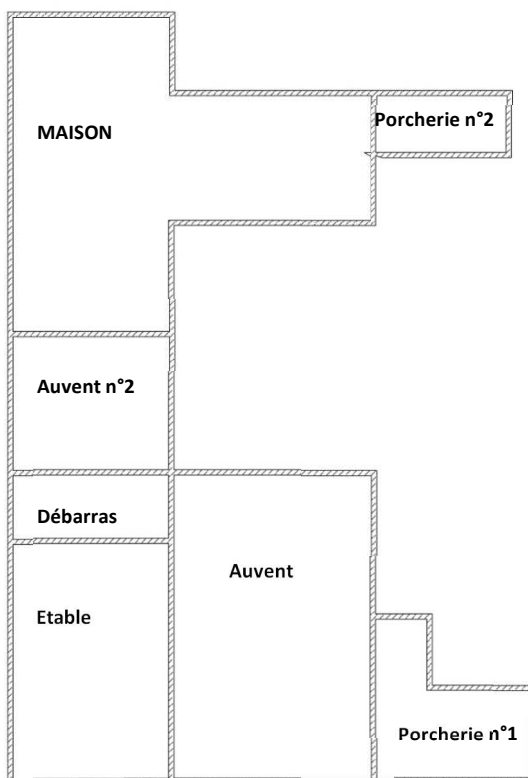 MAISON
Porcherie n°2
Auvent n°2
Débarras
Auvent
Etable
Porcherie n°1